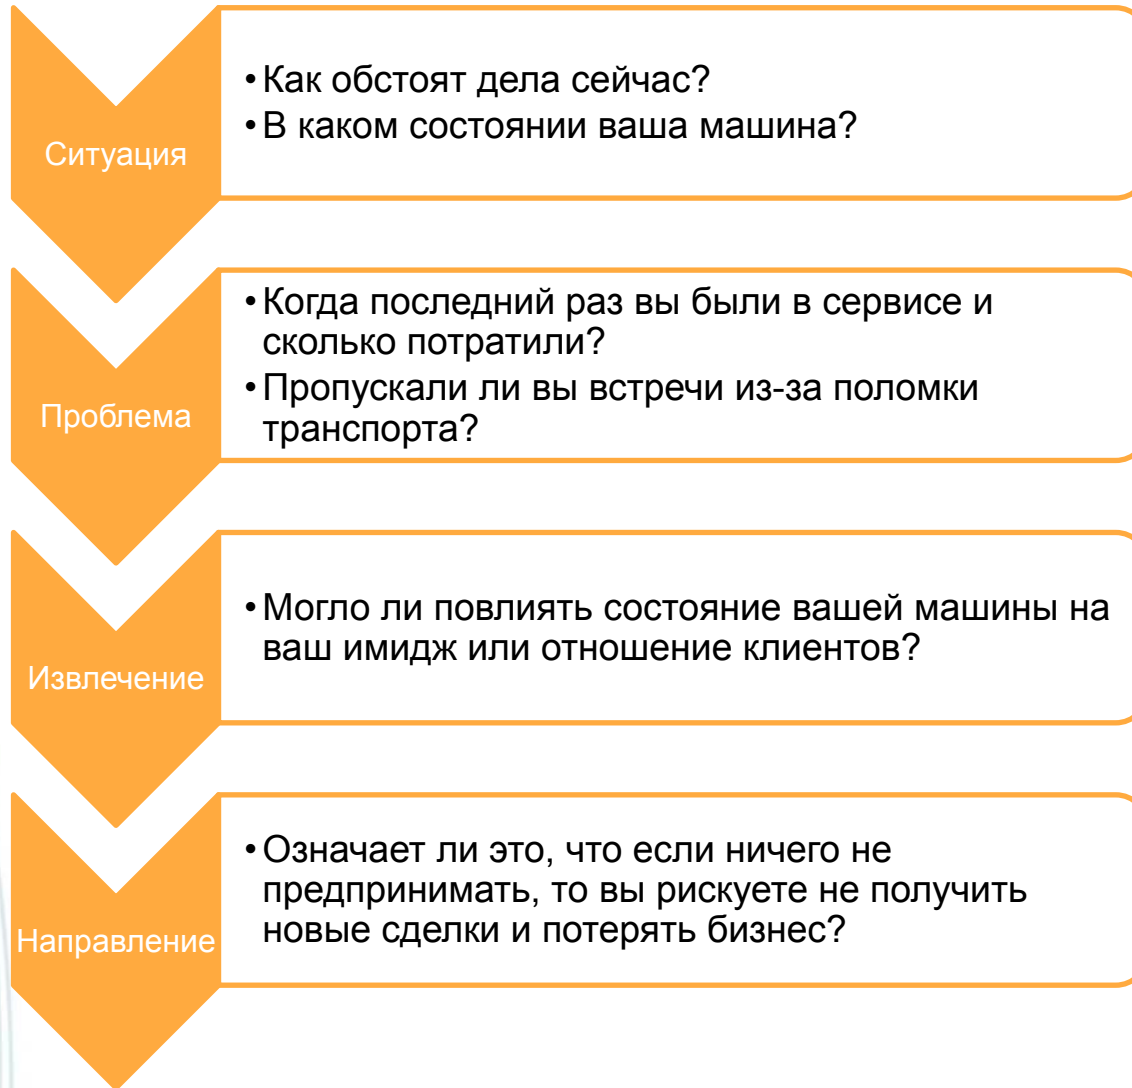 Ситуация
•Как обстоят дела сейчас?
•В каком состоянии ваша машина?
Проблема
•Когда последний раз вы были в сервисе и
сколько потратили?
•Пропускали ли вы встречи из-за поломки
транспорта?
Извлечение
•Могло ли повлиять состояние вашей машины на
ваш имидж или отношение клиентов?
Направление
•Означает ли это, что если ничего не
предпринимать, то вы рискуете не получить
новые сделки и потерять бизнес?